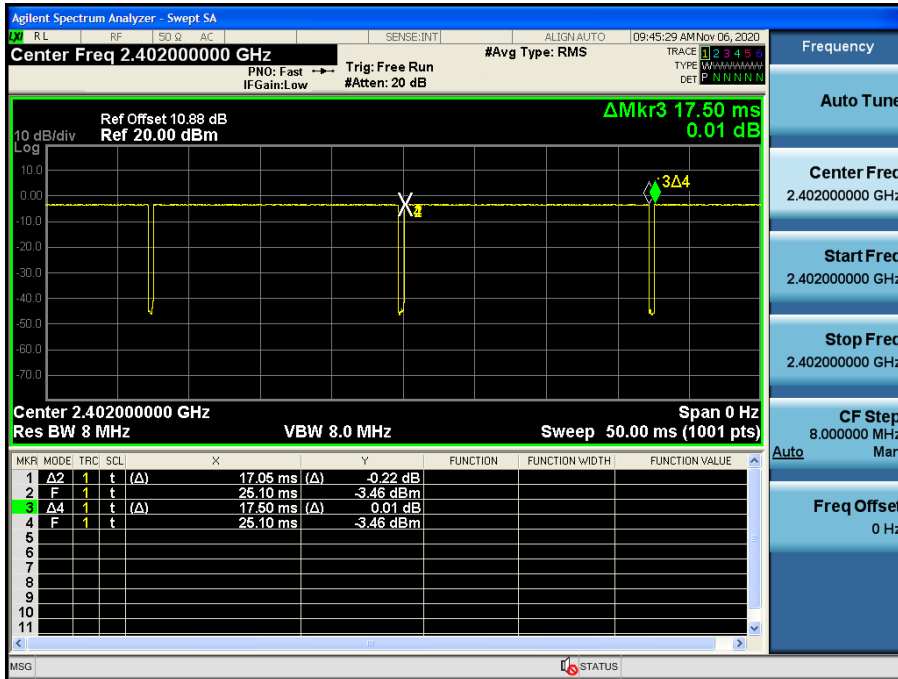 Agilent Spectrum Analyzer - Swept SA
LXI RL RF 50 Ω AC SENSE:INT ALIGN AUTO 09:45:29 AM Nov 06, 2020
Center Freq 2.402000000 GHz #Avg Type: RMS TRACE 1 2 3 4 5 6
PNO: Fast Trig: Free Run TYPE WWWWWW
IFGain:Low #Atten: 20 dB DET P N N N N N
Frequency
Ref Offset 10.88 dB ΔMkr3 17.50 ms
10 dB/div Ref 20.00 dBm 0.01 dB
Log
10.0
0.00
-10.0
-20.0
-30.0
-40.0
-50.0
-60.0
-70.0
3Δ4
Center 2.402000000 GHz Span 0 Hz
Res BW 8 MHz VBW 8.0 MHz Sweep 50.00 ms (1001 pts)
MKR MODE TRC SCL X Y FUNCTION FUNCTION WIDTH FUNCTION VALUE
1 Δ2 1 t (Δ) 17.05 ms (Δ) -0.22 dB
2 F 1 t 25.10 ms -3.46 dBm
3 Δ4 1 t (Δ) 17.50 ms (Δ) 0.01 dB
4 F 1 t 25.10 ms -3.46 dBm
5
6
7
8
9
10
11
MSG STATUS
Auto Tune
Center Freq
2.402000000 GHz
Start Freq
2.402000000 GHz
Stop Freq
2.402000000 GHz
CF Step
8.000000 MHz
Auto Man
Freq Offset
0 Hz